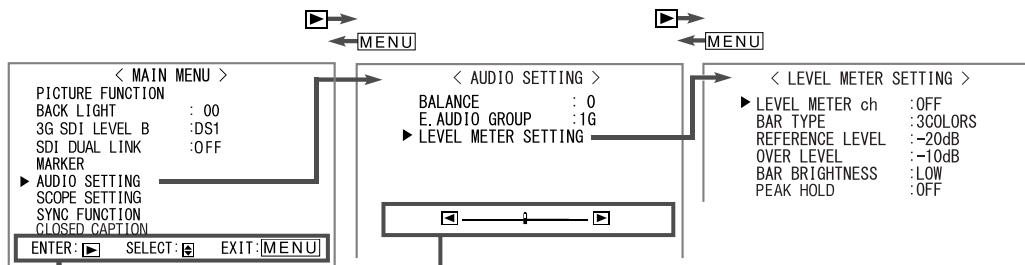 MENU
MENU
< MAIN MENU >
PICTURE FUNCTION
BACK LIGHT : 00
3G SDI LEVEL B :DS1
SDI DUAL LINK :OFF
MARKER
AUDIO SETTING
SCOPE SETTING
SYNC FUNCTION
CLOSED CAPTION
ENTER: SELECT: EXIT: MENU
< AUDIO SETTING >
BALANCE : 0
E.AUDIO GROUP :1G
LEVEL METER SETTING
< LEVEL METER SETTING >
LEVEL METER ch :OFF
BAR TYPE :3COLORS
REFERENCE LEVEL :-20dB
OVER LEVEL :-10dB
BAR BRIGHTNESS :LOW
PEAK HOLD :OFF